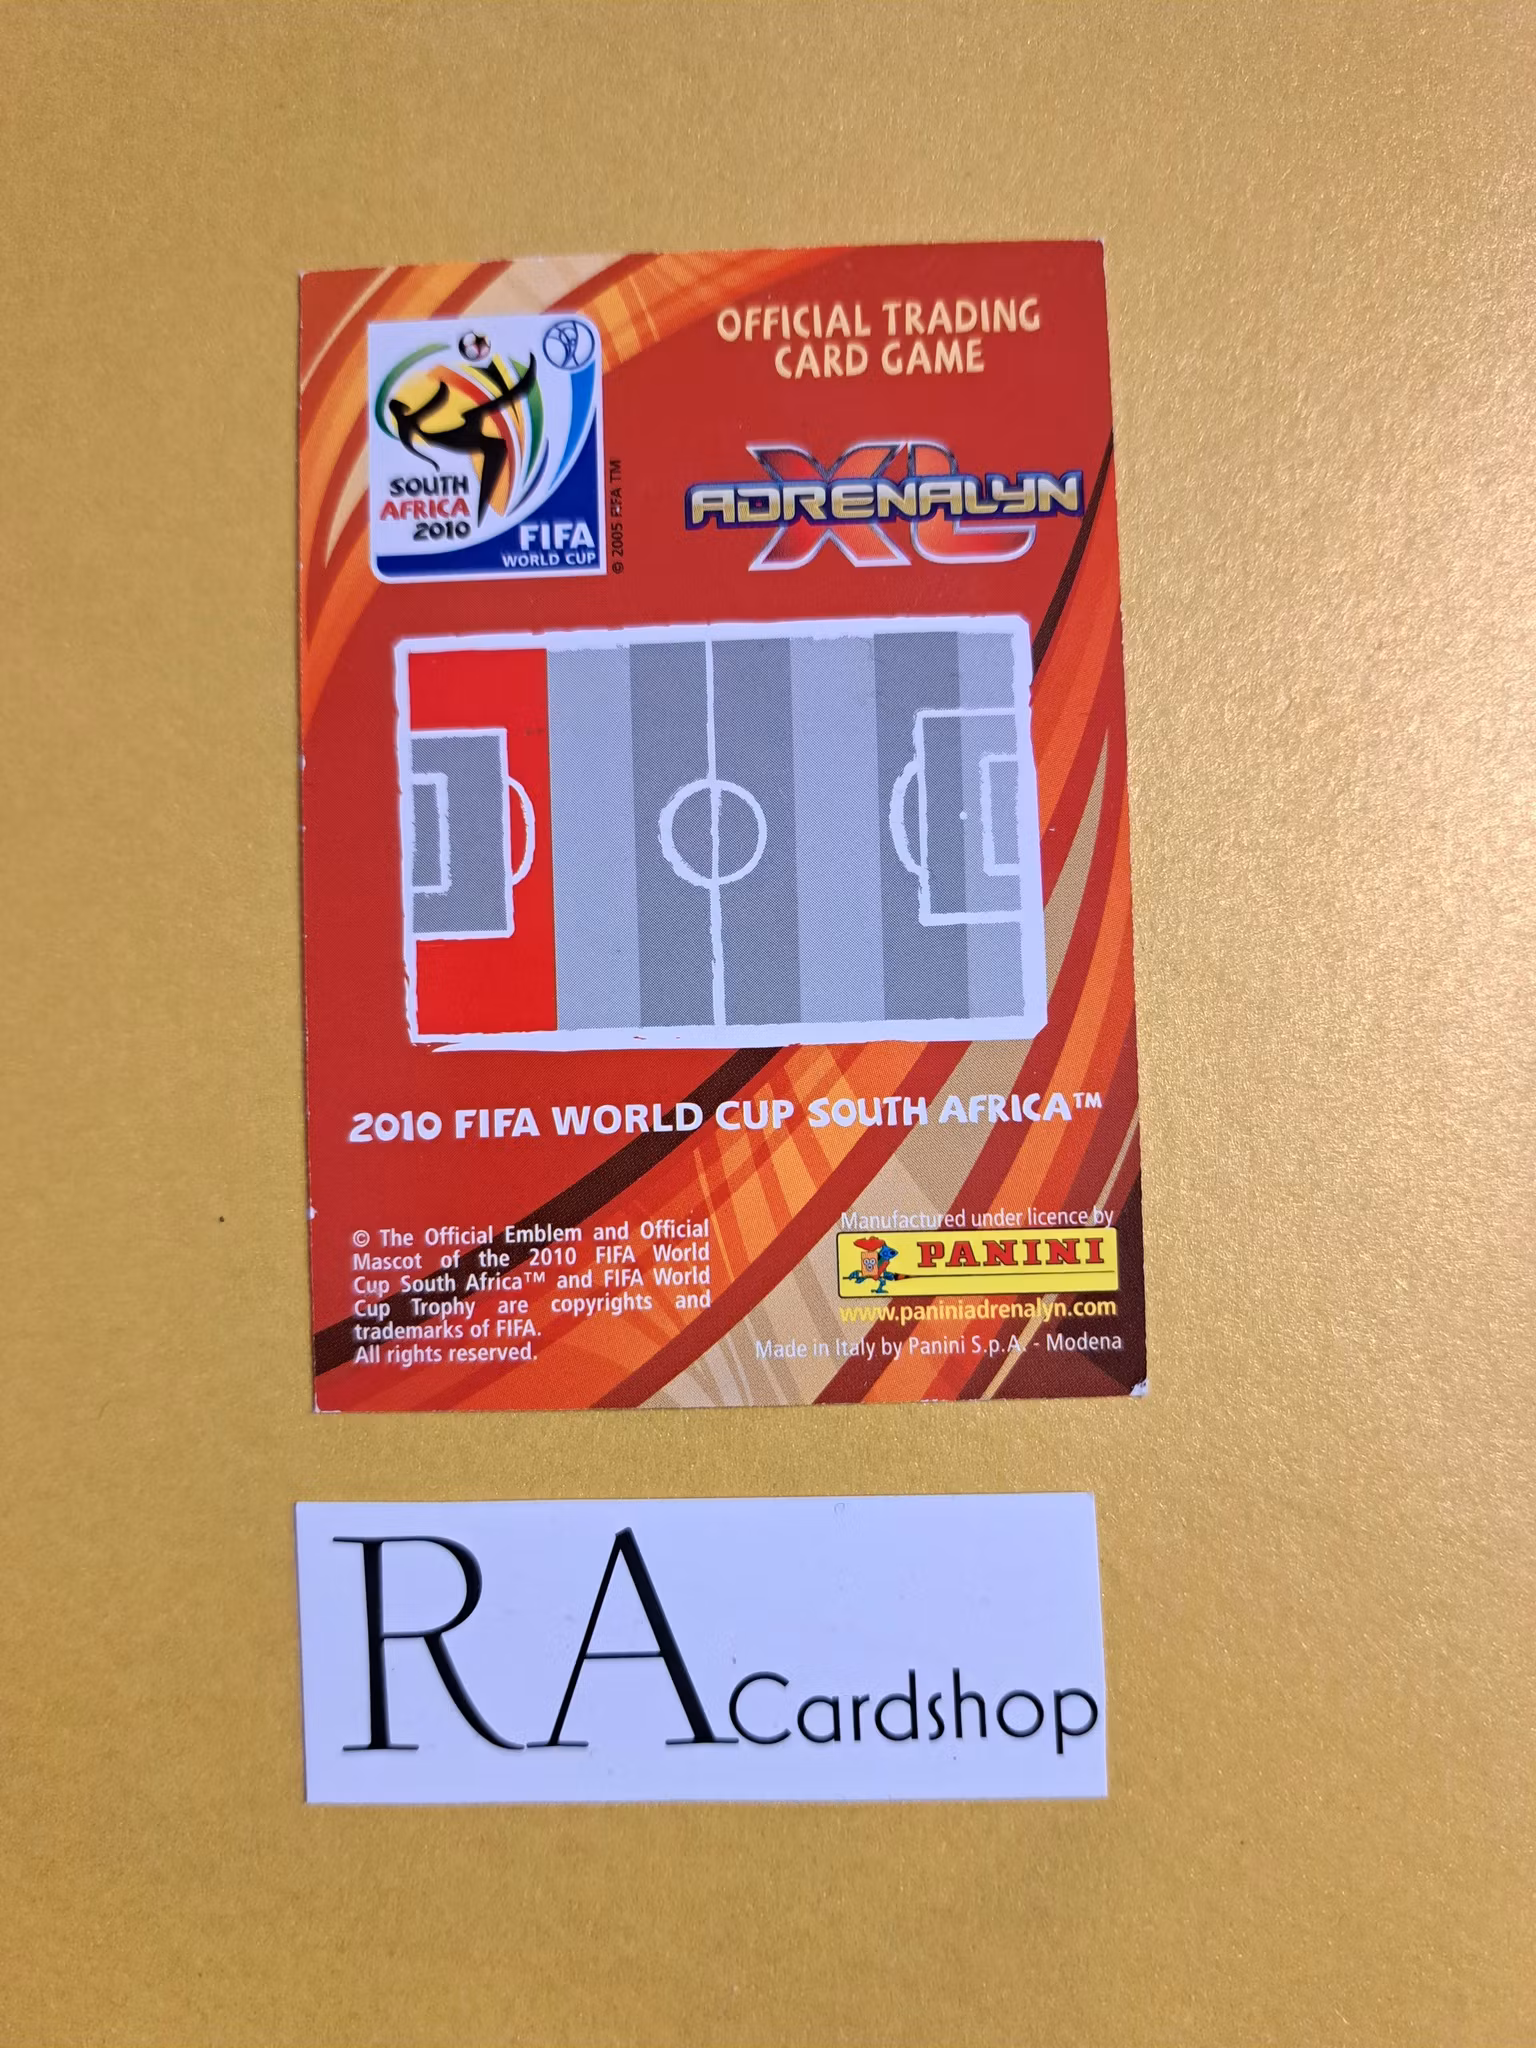 OFFICIAL TRADING
CARD GAME
SOUTH
AFRICA
2010
FIFA
WORLD CUP
© 2005 FIFA TM
XL
ADRENALYN
2010 FIFA WORLD CUP SOUTH AFRICA™
© The Official Emblem and Official
Mascot of the 2010 FIFA World
Cup South Africa™ and FIFA World
Cup Trophy are copyrights and
trademarks of FIFA.
All rights reserved.
Manufactured under licence by
PANINI
www.paniniadrenalyn.com
Made in Italy by Panini S.p.A. - Modena
RA Cardshop